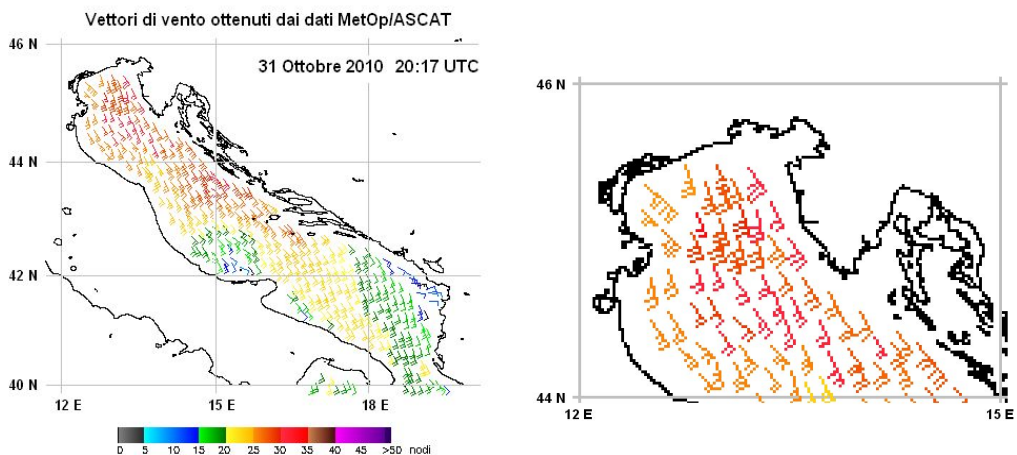 Vettori di vento ottenuti dai dati MetOp/ASCAT
46 N
31 Ottobre 2010 20:17 UTC
44 N
42 N
40 N
12 E 15 E 18 E
0 5 10 15 20 25 30 35 40 45 >50 nodi
46 N
44 N
12 E 15 E